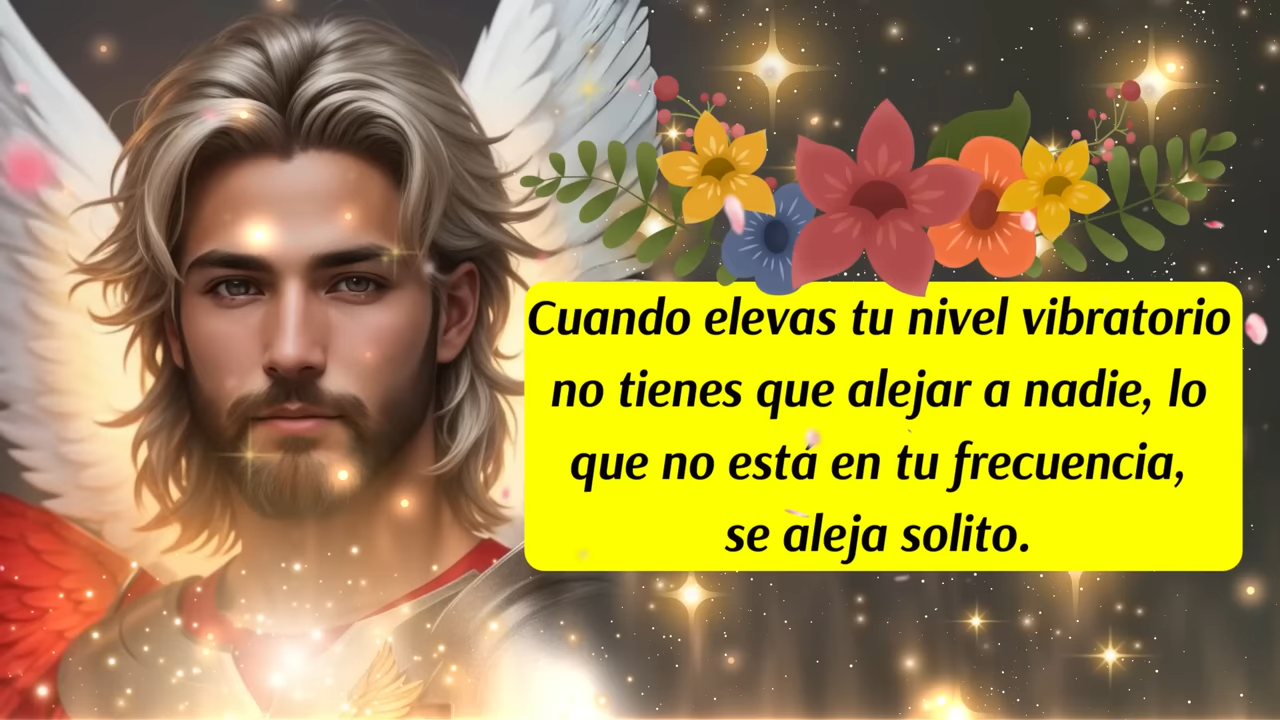 Cuando elevas tu nivel vibratorio
no tienes que alejar a nadie, lo
que no está en tu frecuencia,
se aleja solito.